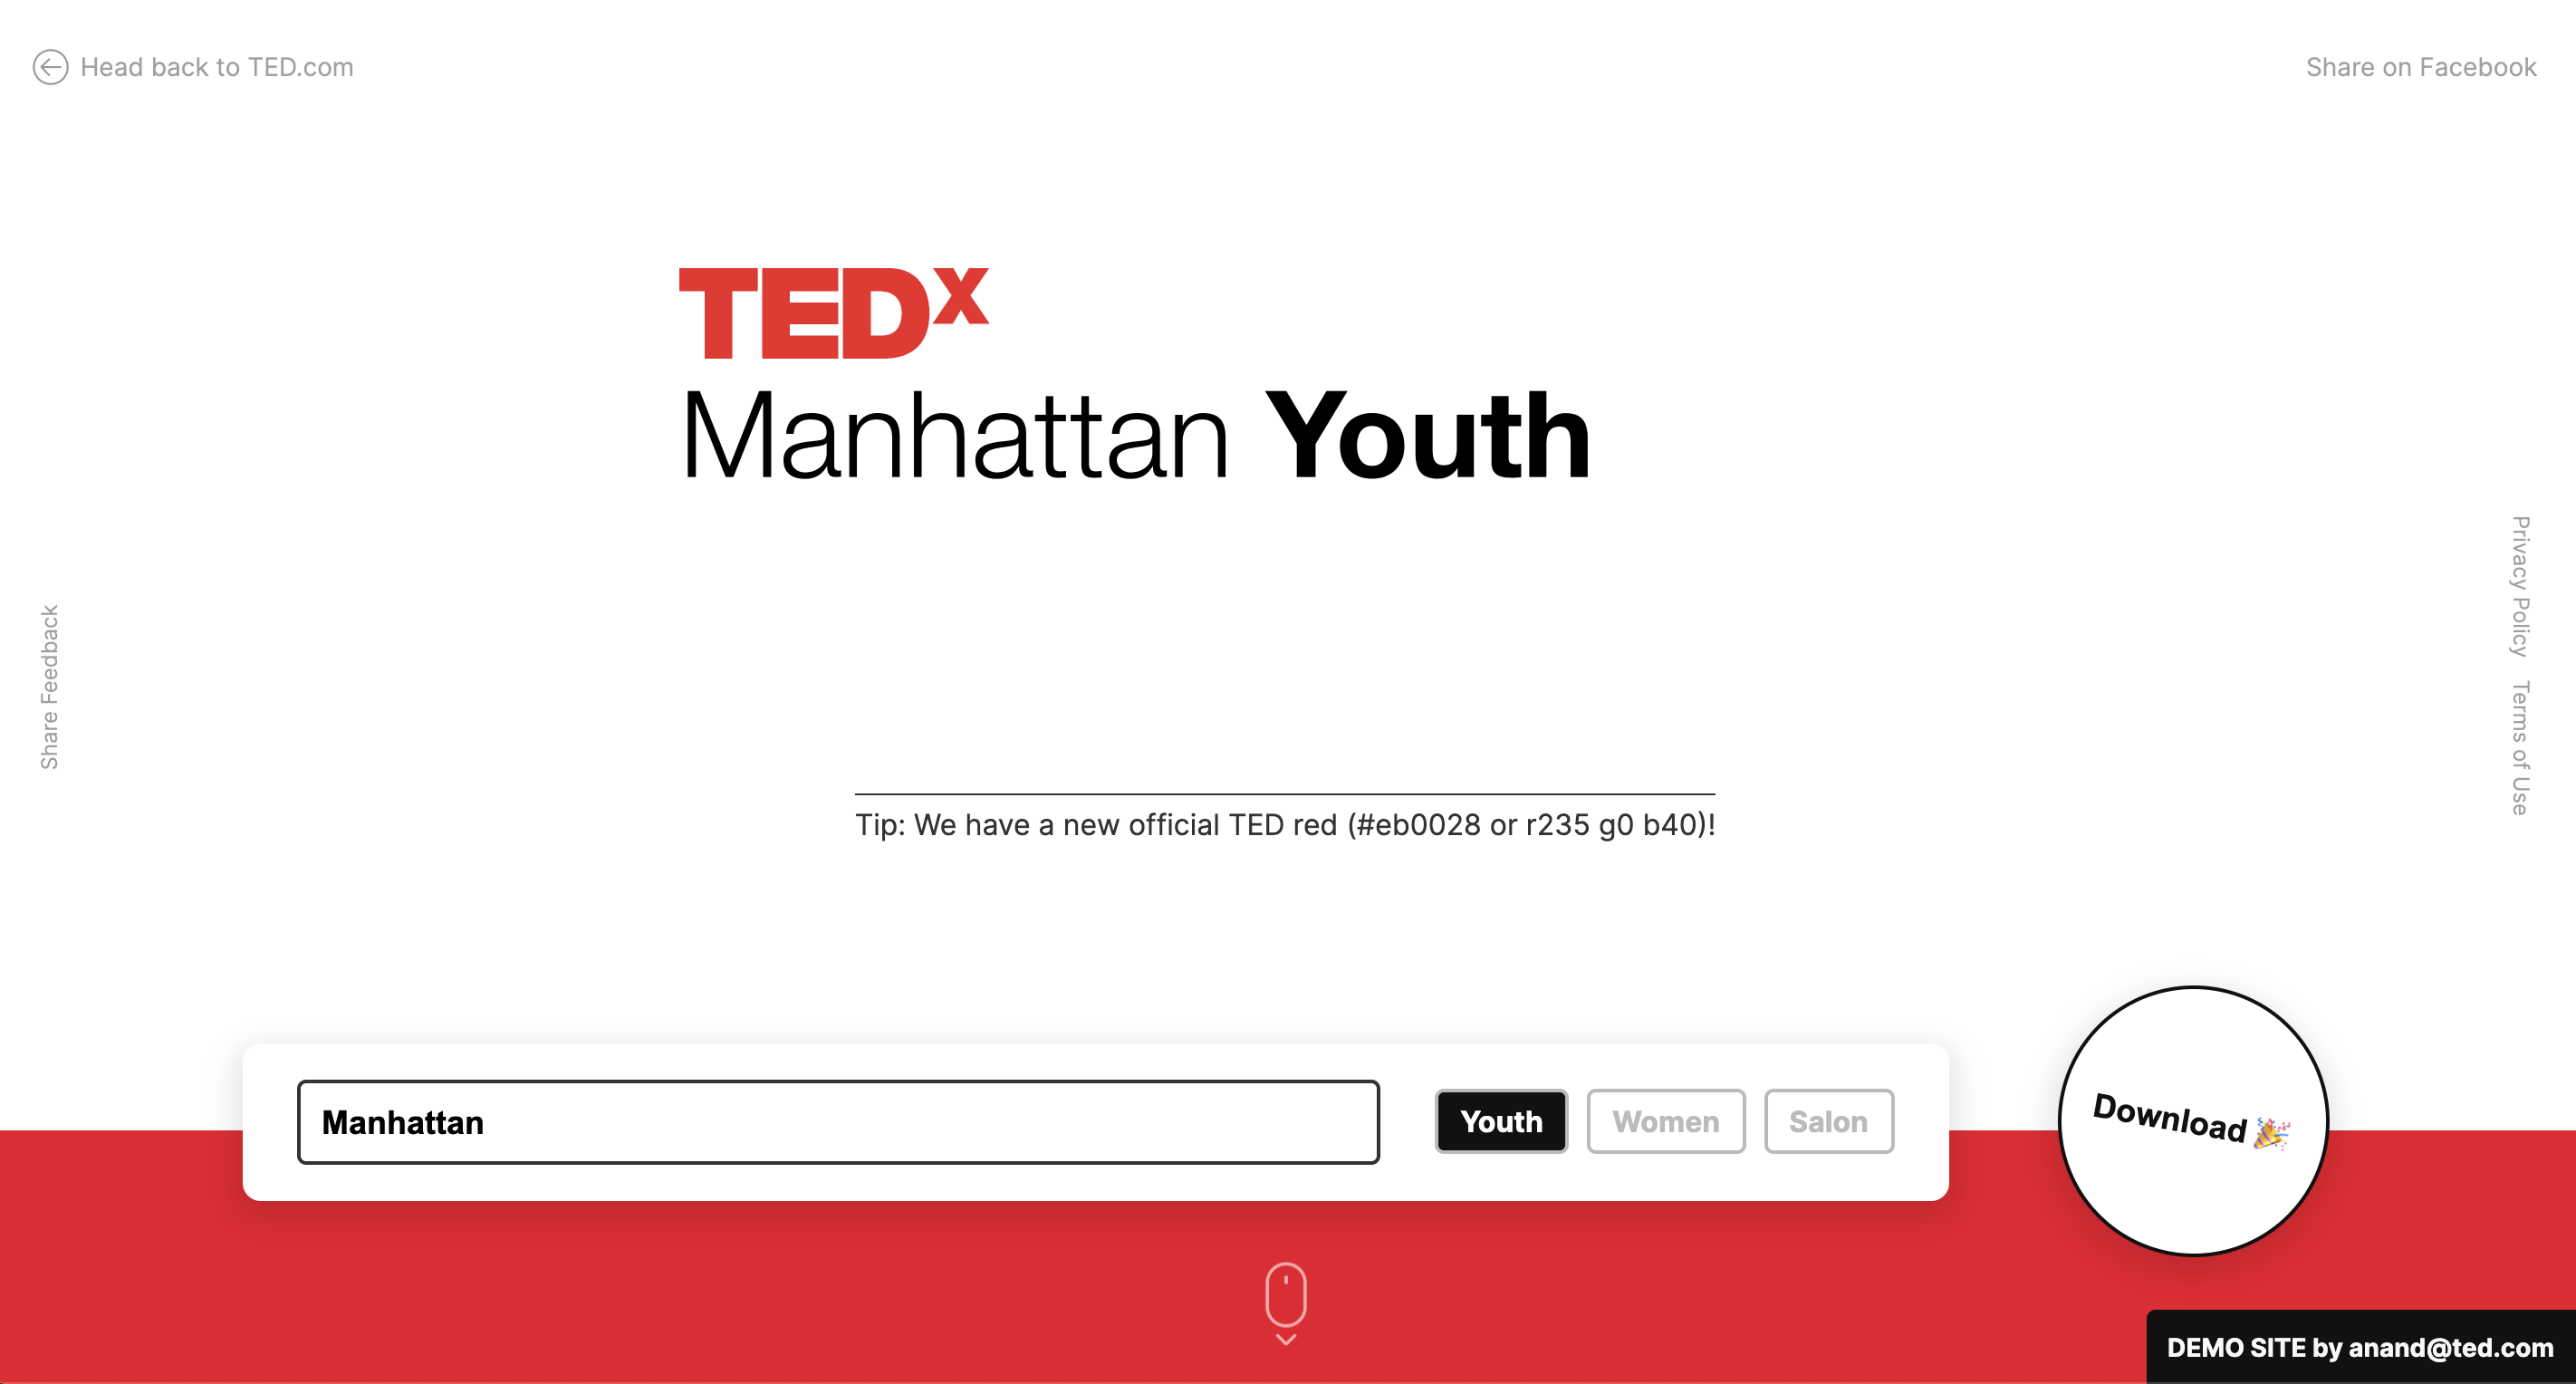 Head back to TED.com
Share on Facebook
TEDx
Manhattan Youth
Share Feedback
Privacy Policy
Terms of Use
Tip: We have a new official TED red (#eb0028 or r235 g0 b40)!
Manhattan
Youth
Women
Salon
Download 🎉
DEMO SITE by anand@ted.com